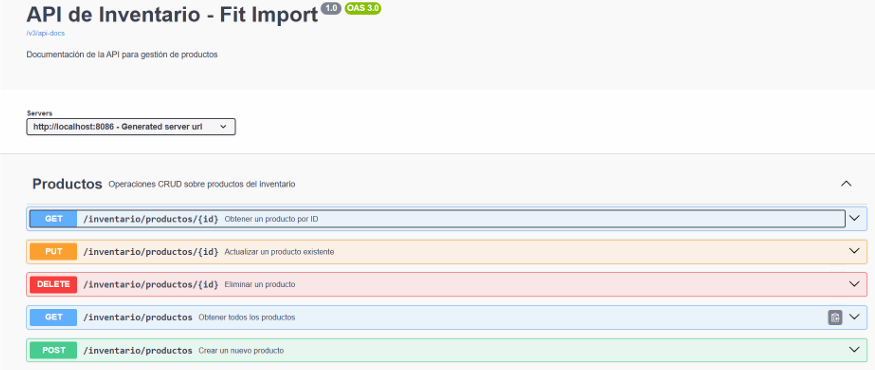 API de Inventario - Fit Import 1.0 OAS 3.0
/v3/api-docs
Documentación de la API para gestión de productos
Servers
http://localhost:8086 - Generated server url
Productos Operaciones CRUD sobre productos del inventario
GET /inventario/productos/{id} Obtener un producto por ID
PUT /inventario/productos/{id} Actualizar un producto existente
DELETE /inventario/productos/{id} Eliminar un producto
GET /inventario/productos Obtener todos los productos
POST /inventario/productos Crear un nuevo producto